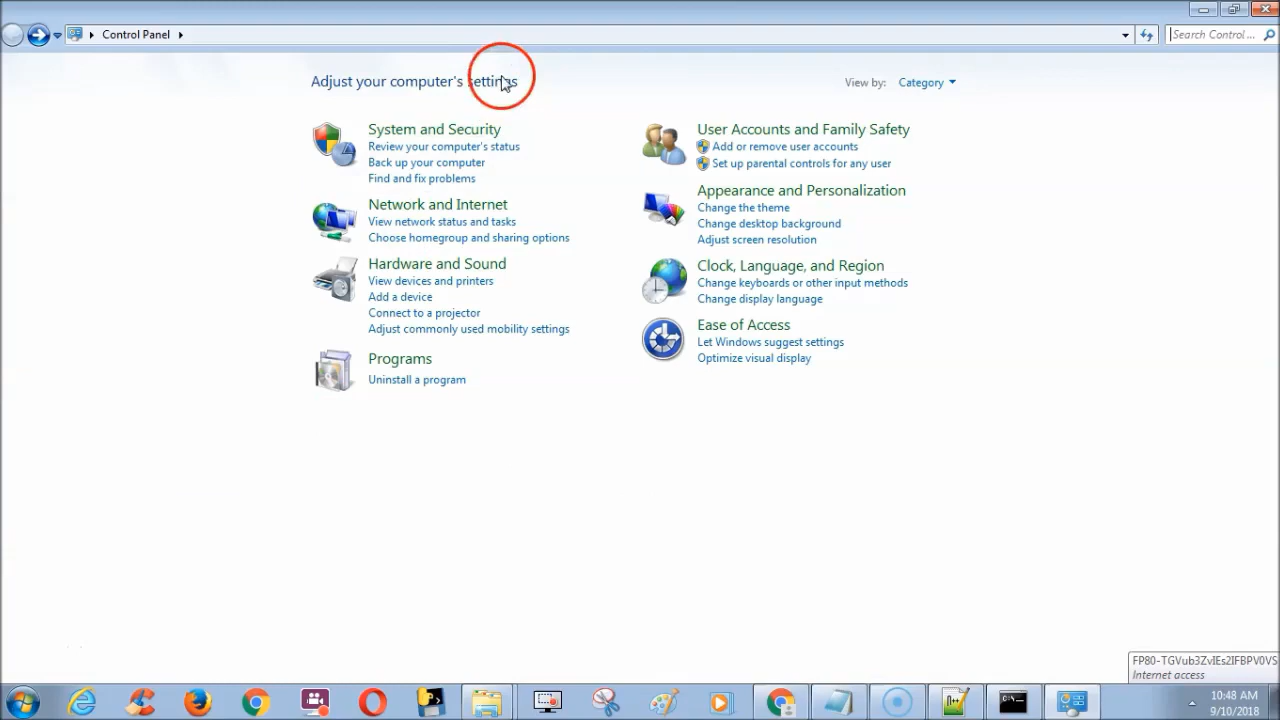 Control Panel
Search Control ...
Adjust your computer's settings
View by: Category
System and Security
Review your computer's status
Back up your computer
Find and fix problems
Network and Internet
View network status and tasks
Choose homegroup and sharing options
Hardware and Sound
View devices and printers
Add a device
Connect to a projector
Adjust commonly used mobility settings
Programs
Uninstall a program
User Accounts and Family Safety
Add or remove user accounts
Set up parental controls for any user
Appearance and Personalization
Change the theme
Change desktop background
Adjust screen resolution
Clock, Language, and Region
Change keyboards or other input methods
Change display language
Ease of Access
Let Windows suggest settings
Optimize visual display
Internet access
10:48 AM
9/10/2018